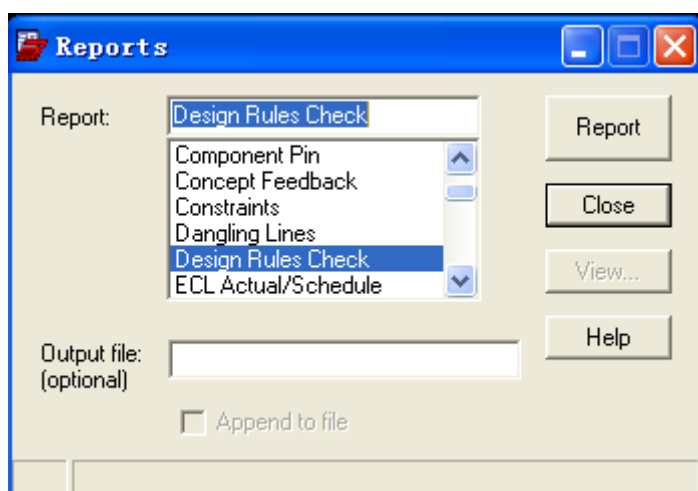 Reports
Report:
Design Rules Check
Report
Component Pin
Concept Feedback
Constraints
Dangling Lines
Design Rules Check
ECL Actual/Schedule
Close
View...
Help
Output file:
(optional)
Append to file